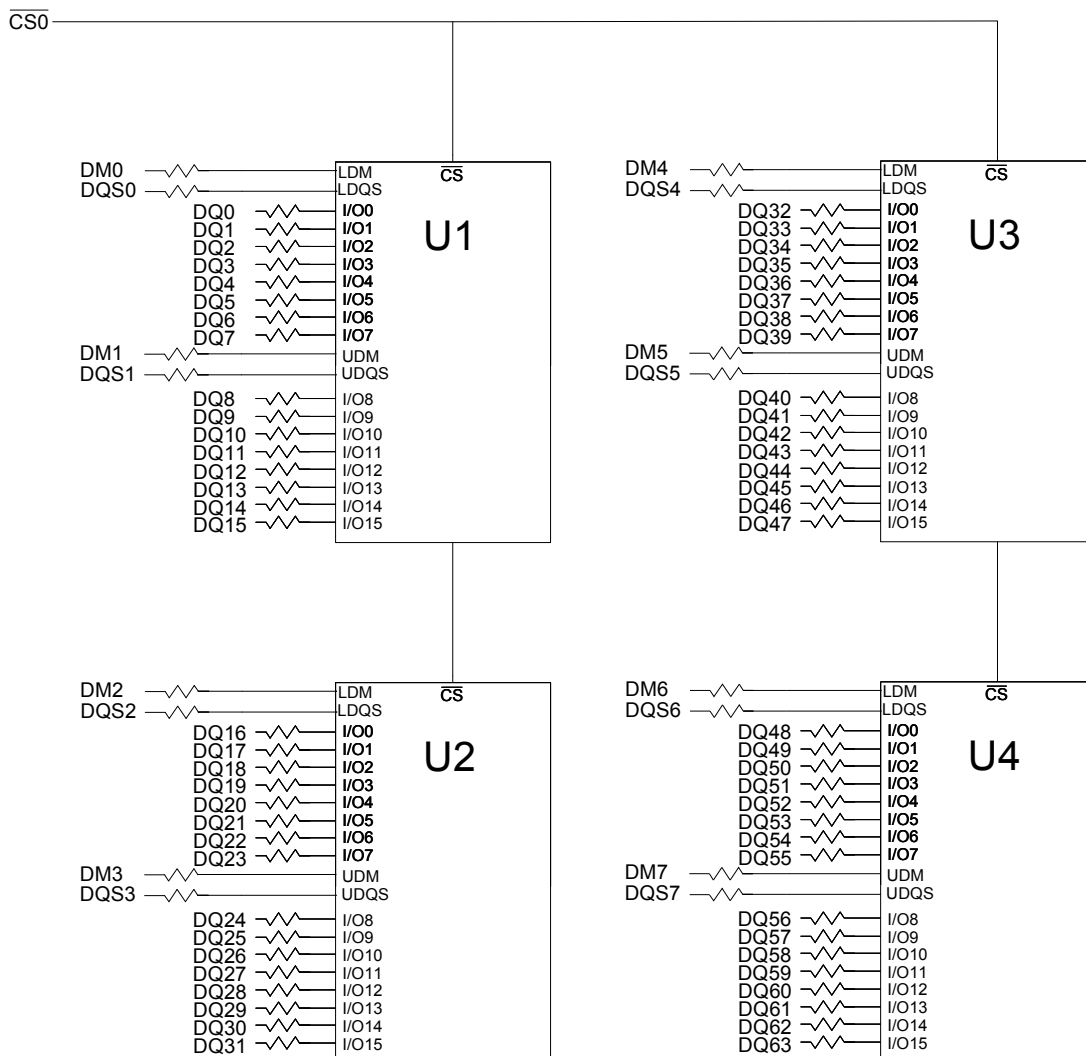 CS0
DM0 LDM CS
DQS0 LDQS
DQ0 I/O0
DQ1 I/O1
U1
DQ2 I/O2
DQ3 I/O3
DQ4 I/O4
DQ5 I/O5
DQ6 I/O6
DQ7 I/O7
DM1 UDM
DQS1 UDQS
DQ8 I/O8
DQ9 I/O9
DQ10 I/O10
DQ11 I/O11
DQ12 I/O12
DQ13 I/O13
DQ14 I/O14
DQ15 I/O15
DM4 LDM CS
DQS4 LDQS
DQ32 I/O0
DQ33 I/O1
U3
DQ34 I/O2
DQ35 I/O3
DQ36 I/O4
DQ37 I/O5
DQ38 I/O6
DQ39 I/O7
DM5 UDM
DQS5 UDQS
DQ40 I/O8
DQ41 I/O9
DQ42 I/O10
DQ43 I/O11
DQ44 I/O12
DQ45 I/O13
DQ46 I/O14
DQ47 I/O15
DM2 LDM CS
DQS2 LDQS
DQ16 I/O0
DQ17 I/O1
U2
DQ18 I/O2
DQ19 I/O3
DQ20 I/O4
DQ21 I/O5
DQ22 I/O6
DQ23 I/O7
DM3 UDM
DQS3 UDQS
DQ24 I/O8
DQ25 I/O9
DQ26 I/O10
DQ27 I/O11
DQ28 I/O12
DQ29 I/O13
DQ30 I/O14
DQ31 I/O15
DM6 LDM CS
DQS6 LDQS
DQ48 I/O0
DQ49 I/O1
U4
DQ50 I/O2
DQ51 I/O3
DQ52 I/O4
DQ53 I/O5
DQ54 I/O6
DQ55 I/O7
DM7 UDM
DQS7 UDQS
DQ56 I/O8
DQ57 I/O9
DQ58 I/O10
DQ59 I/O11
DQ60 I/O12
DQ61 I/O13
DQ62 I/O14
DQ63 I/O15